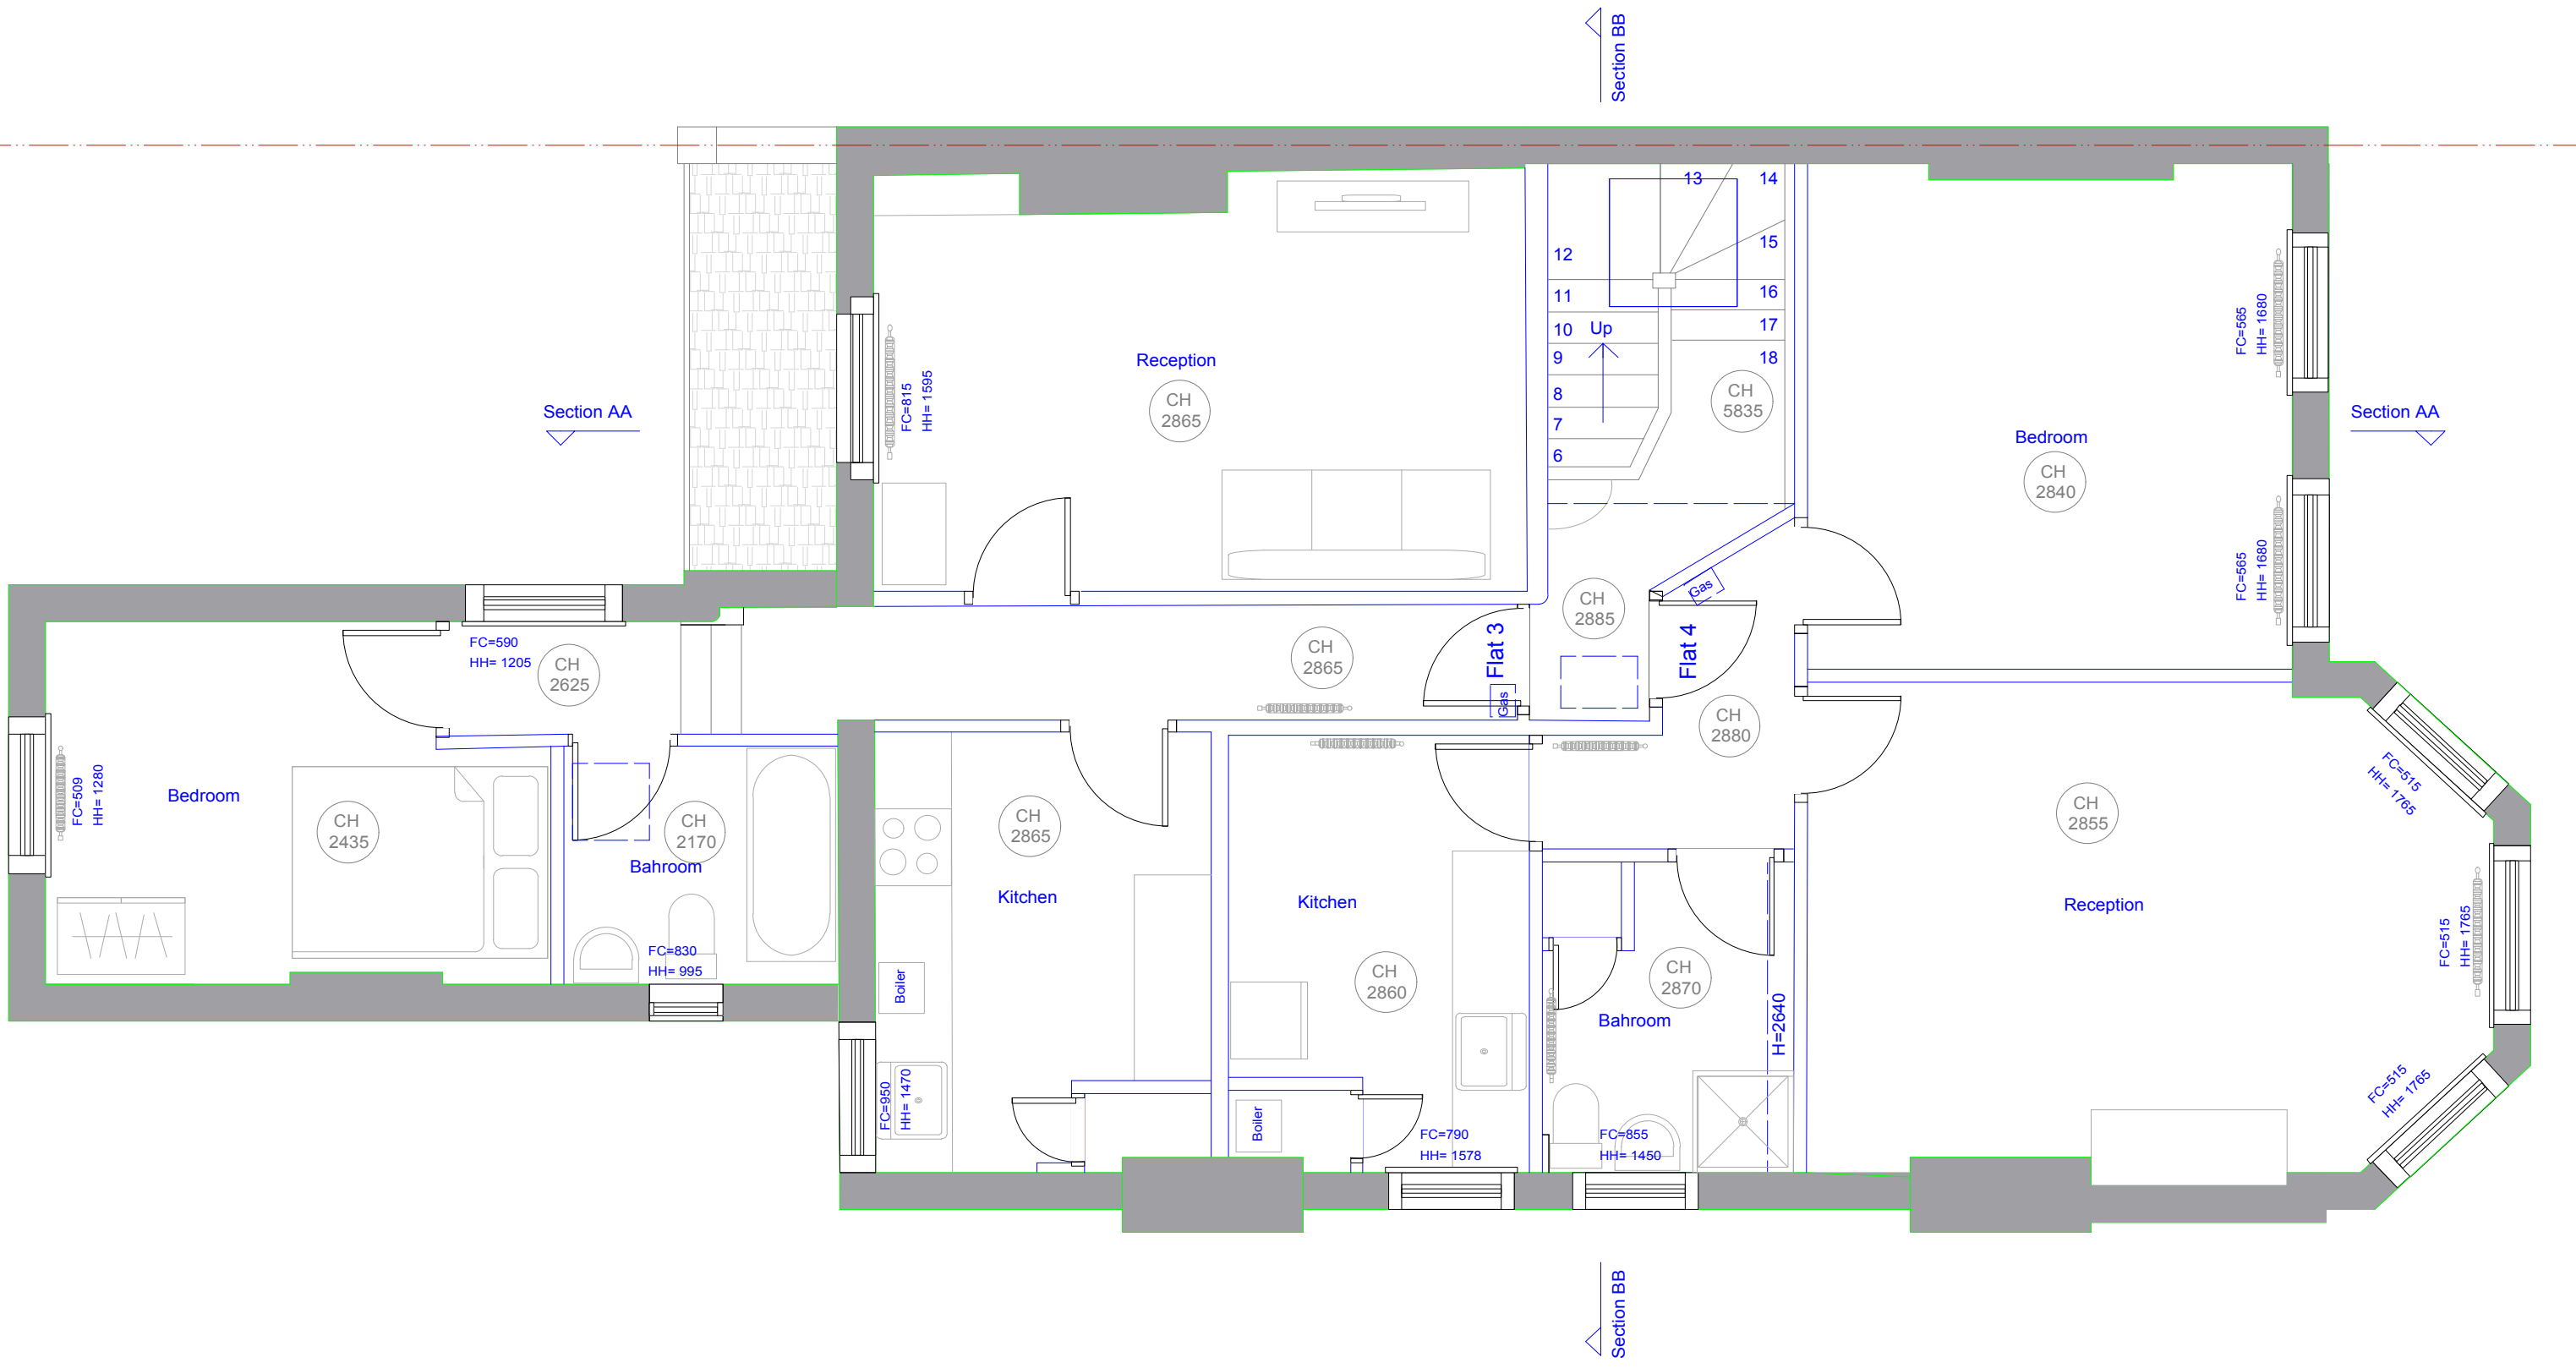 Section BB
13
14
12
15
11
16
10
Up
17
9
18
8
7
6
CH
5835
Reception
CH
2865
FC=815
HH= 1595
Section AA
Section AA
Bedroom
CH
2840
FC=565
HH= 1680
FC=565
HH= 1680
Gas
CH
2885
Flat 3
Flat 4
Gas
CH
2865
CH
2880
FC=590
HH= 1205
CH
2625
Bedroom
CH
2435
FC=509
HH= 1280
CH
2170
Bahroom
FC=830
HH= 995
CH
2865
Kitchen
Boiler
FC=950
HH= 1470
Kitchen
CH
2860
Boiler
FC=790
HH= 1578
CH
2870
Bahroom
H=2640
FC=855
HH= 1450
CH
2855
Reception
FC=515
HH= 1765
FC=515
HH= 1765
FC=515
HH= 1765
Section BB